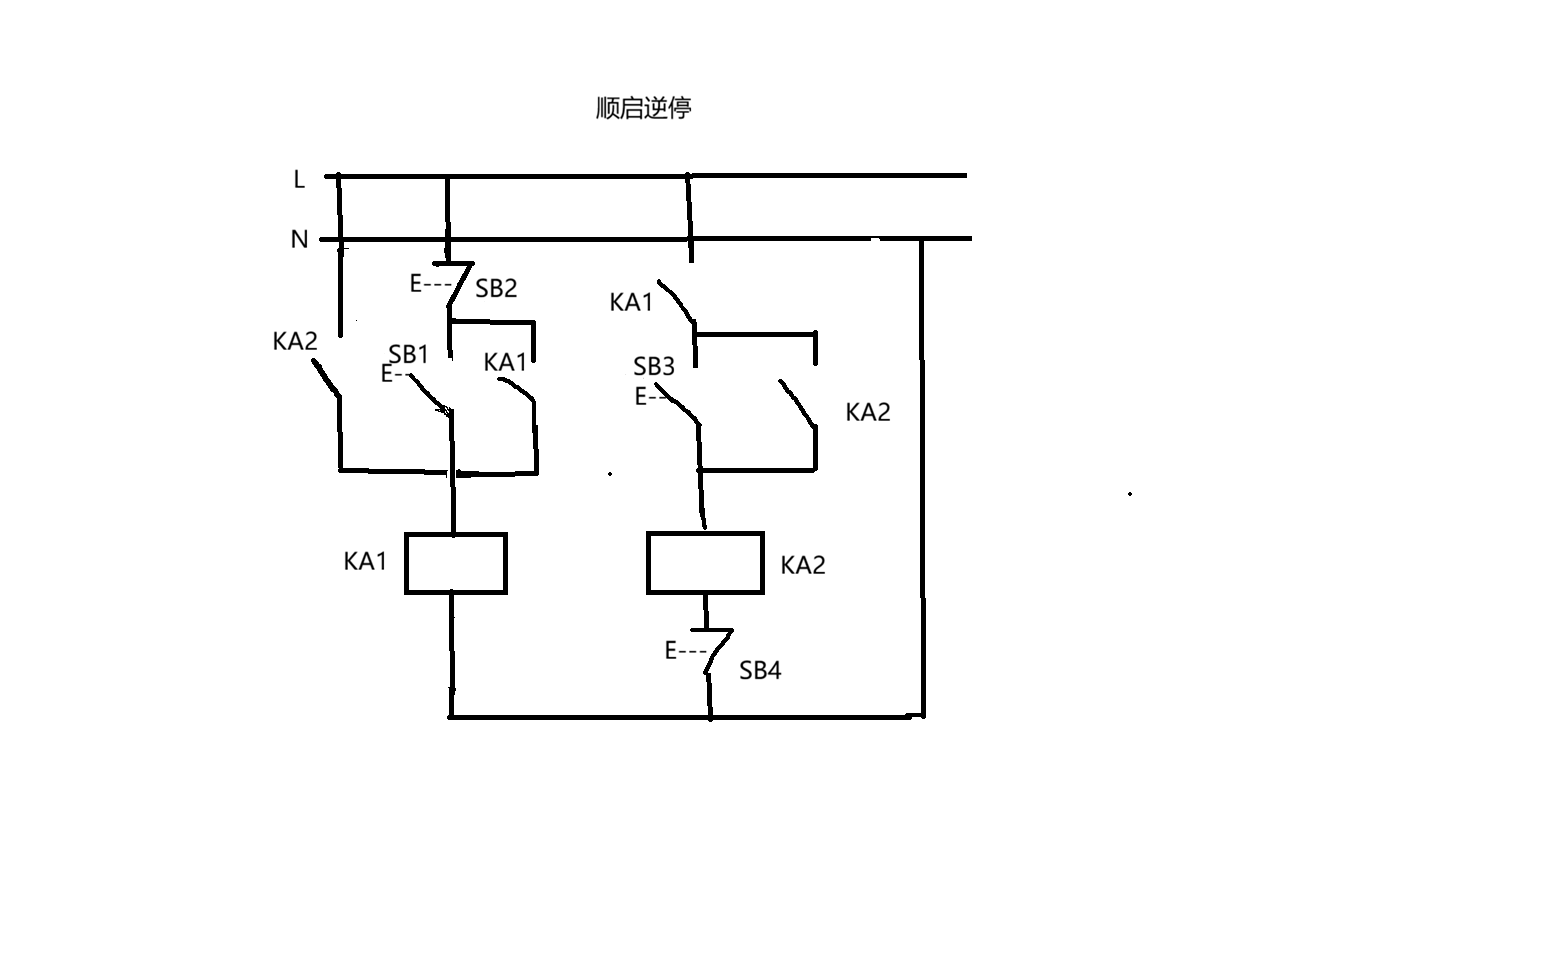 顺启逆停
L
N
E--- SB2
KA1
KA2
SB1
E--
KA1
SB3
E--
KA2
KA1
KA2
E--- SB4